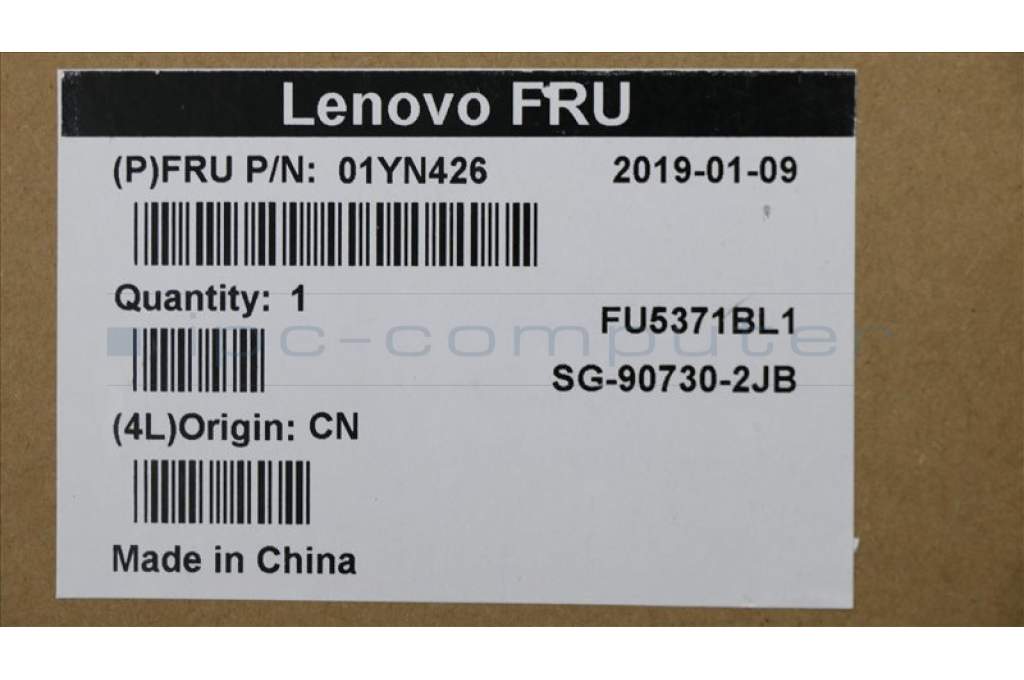 Lenovo FRU
(P)FRU P/N: 01YN426 2019-01-09
Quantity: 1
FU5371BL1
ipc-computer
SG-90730-2JB
(4L)Origin: CN
Made in China